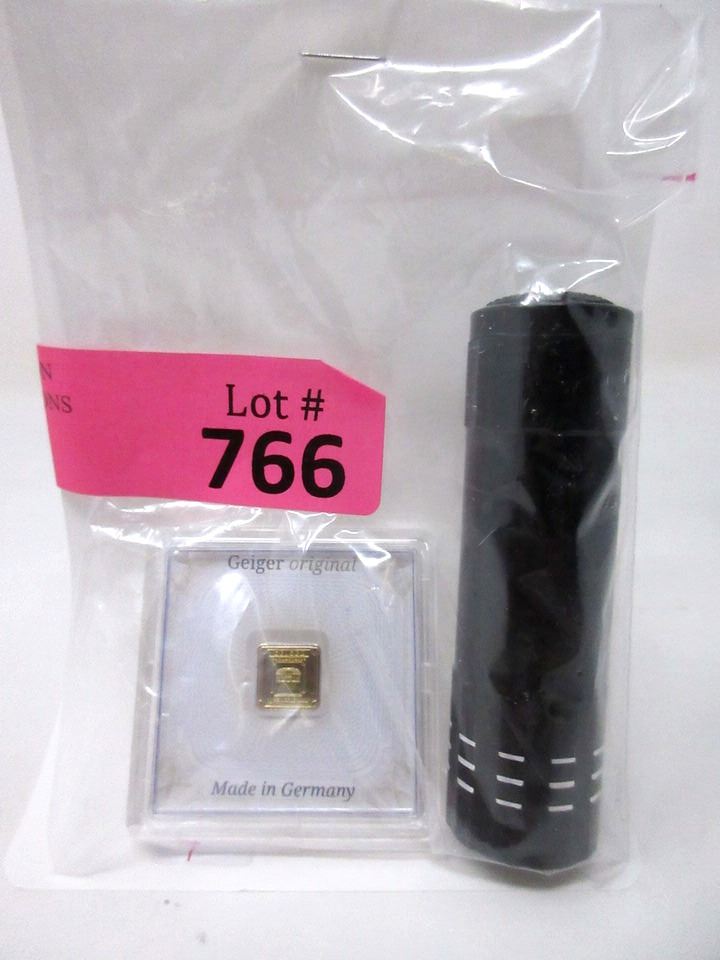 Lot #
766
Geiger original
Made in Germany